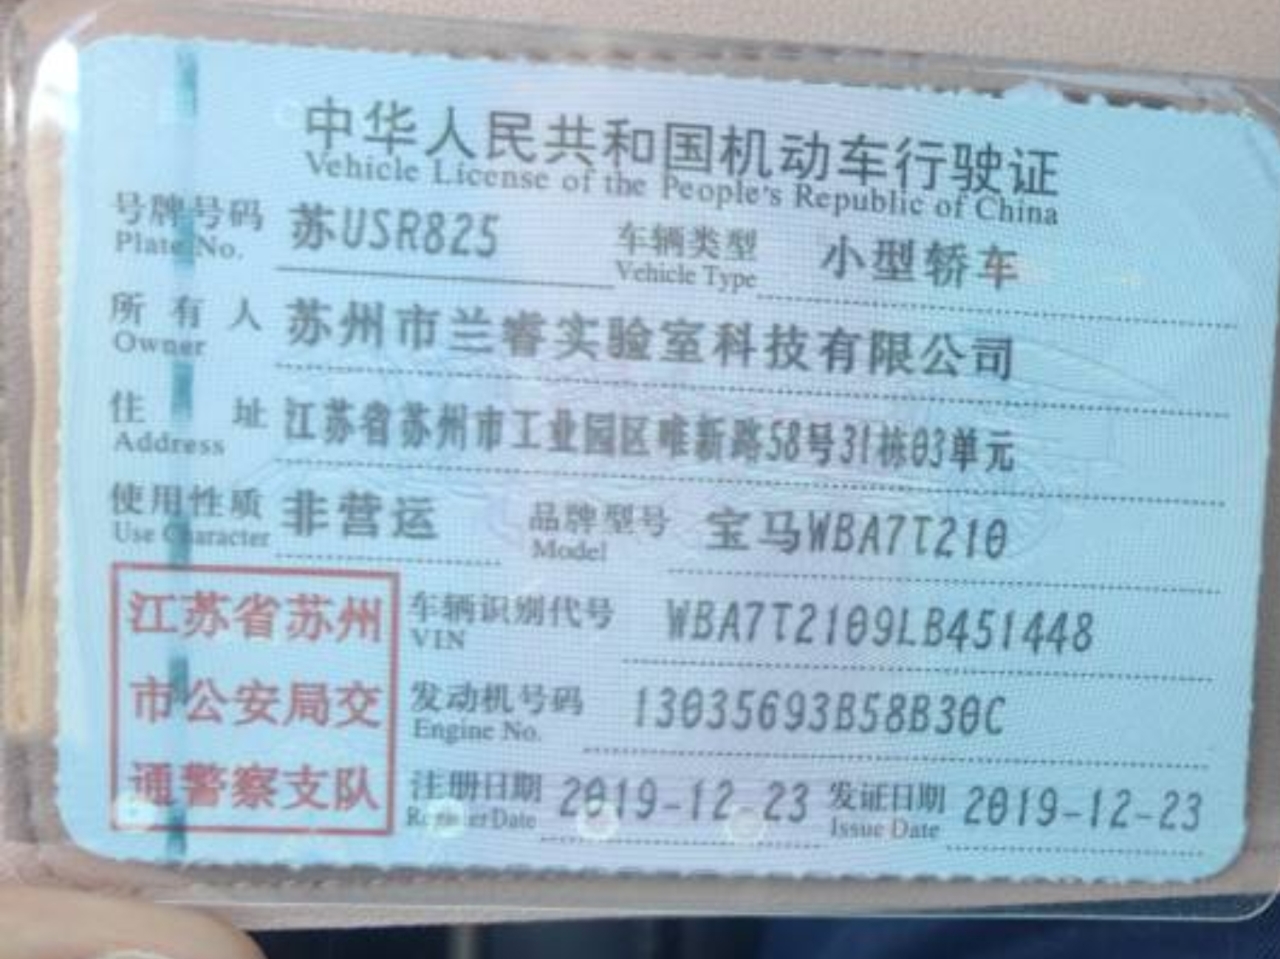 中华人民共和国机动车行驶证
Vehicle License of the People's Republic of China
号牌号码 苏USR825 车辆类型 小型轿车
Plate No. Vehicle Type
所有人 苏州市兰睿实验室科技有限公司
Owner
住址 江苏省苏州市工业园区唯新路58号31栋03单元
Address
使用性质 非营运 品牌型号 宝马WBA7T210
Use Character Model
江苏省苏州
市公安局交
通警察支队
车辆识别代号 WBA7T2109LB451448
VIN
发动机号码 13035693B58B30C
Engine No.
注册日期 2019-12-23 发证日期 2019-12-23
Register Date Issue Date